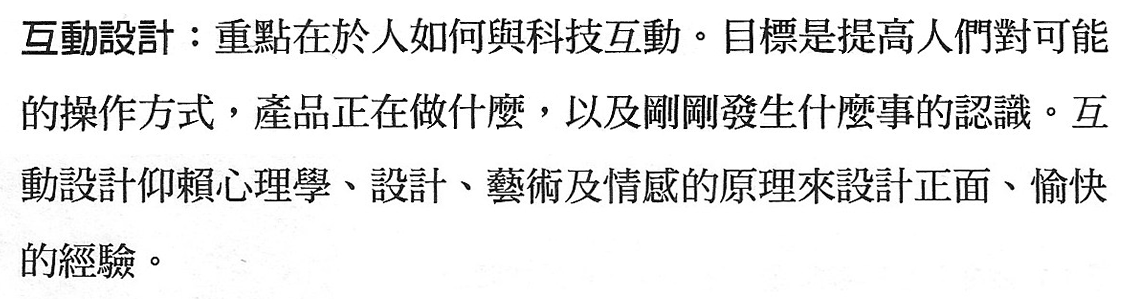 互動設計：重點在於人如何與科技互動。目標是提高人們對可能
的操作方式，產品正在做什麼，以及剛剛發生什麼事的認識。互
動設計仰賴心理學、設計、藝術及情感的原理來設計正面、愉快
的經驗。